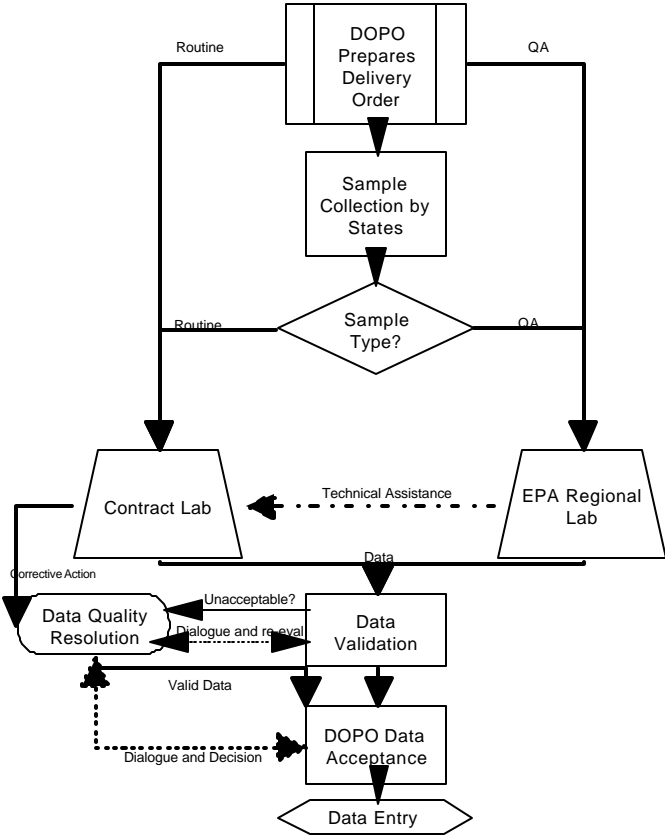 Routine
DOPO
Prepares
Delivery
Order
QA
Sample
Collection by
States
Routine
Sample
Type?
QA
Contract Lab
Technical Assistance
EPA Regional
Lab
Data
Corrective Action
Unacceptable?
Data Quality
Resolution
Dialogue and re-eval
Data
Validation
Valid Data
DOPO Data
Acceptance
Dialogue and Decision
Data Entry